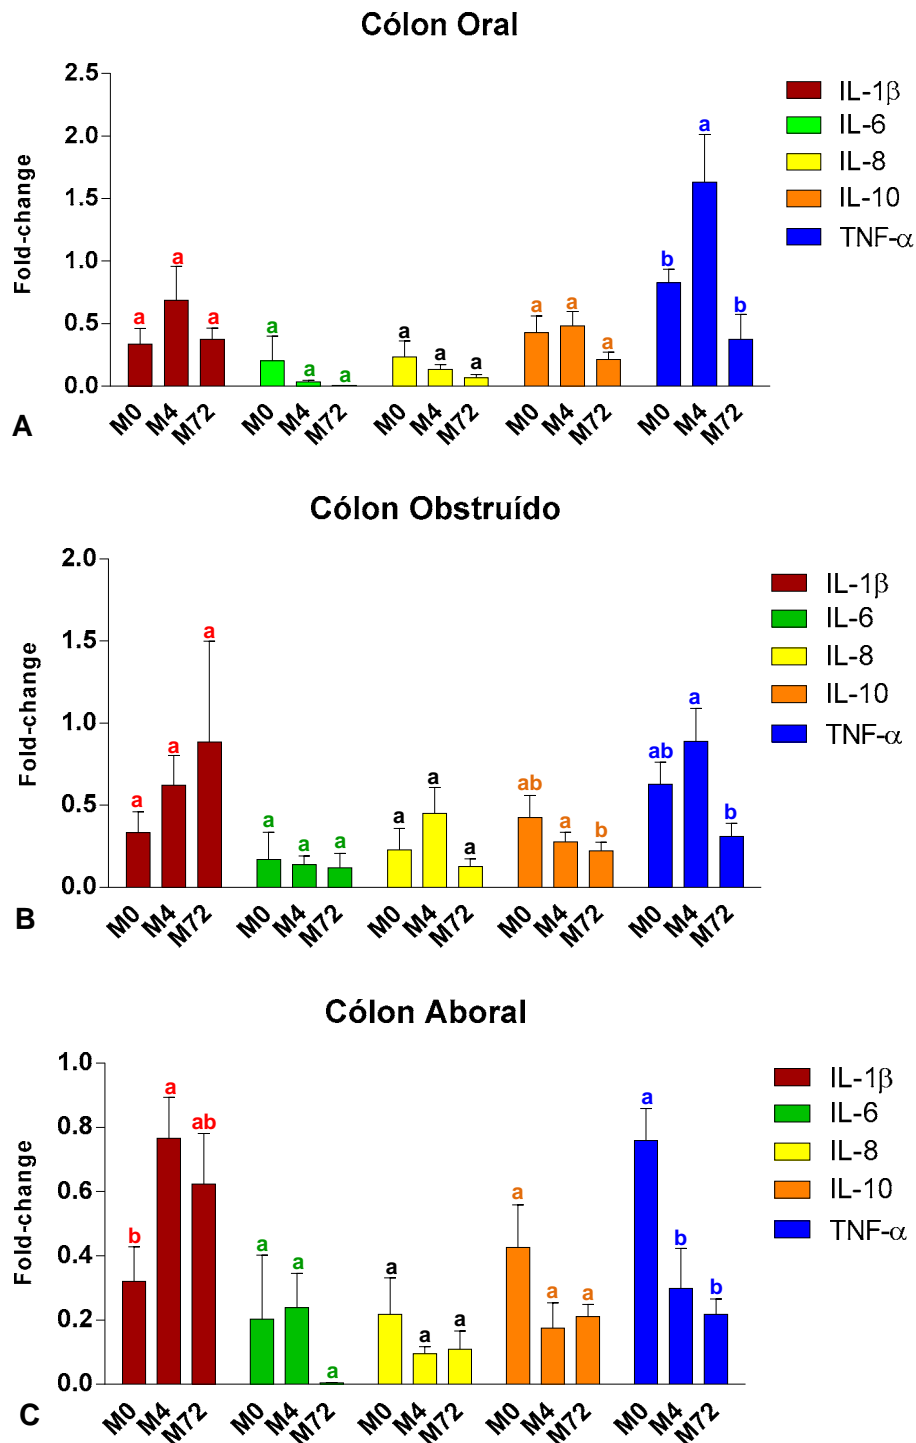 Cólon Oral
Fold-change
2.5
2.0
1.5
1.0
0.5
0.0
a a a
a a a
a a a
a a a
b a b
M0 M4 M72 M0 M4 M72 M0 M4 M72 M0 M4 M72 M0 M4 M72
IL-1β
IL-6
IL-8
IL-10
TNF-α
A
Cólon Obstruído
Fold-change
2.0
1.5
1.0
0.5
0.0
a a a
a a a
a a a
ab a b
ab a b
M0 M4 M72 M0 M4 M72 M0 M4 M72 M0 M4 M72 M0 M4 M72
IL-1β
IL-6
IL-8
IL-10
TNF-α
B
Cólon Aboral
Fold-change
1.0
0.8
0.6
0.4
0.2
0.0
b a ab
a a a
a a a
a a a
a b b
M0 M4 M72 M0 M4 M72 M0 M4 M72 M0 M4 M72 M0 M4 M72
IL-1β
IL-6
IL-8
IL-10
TNF-α
C